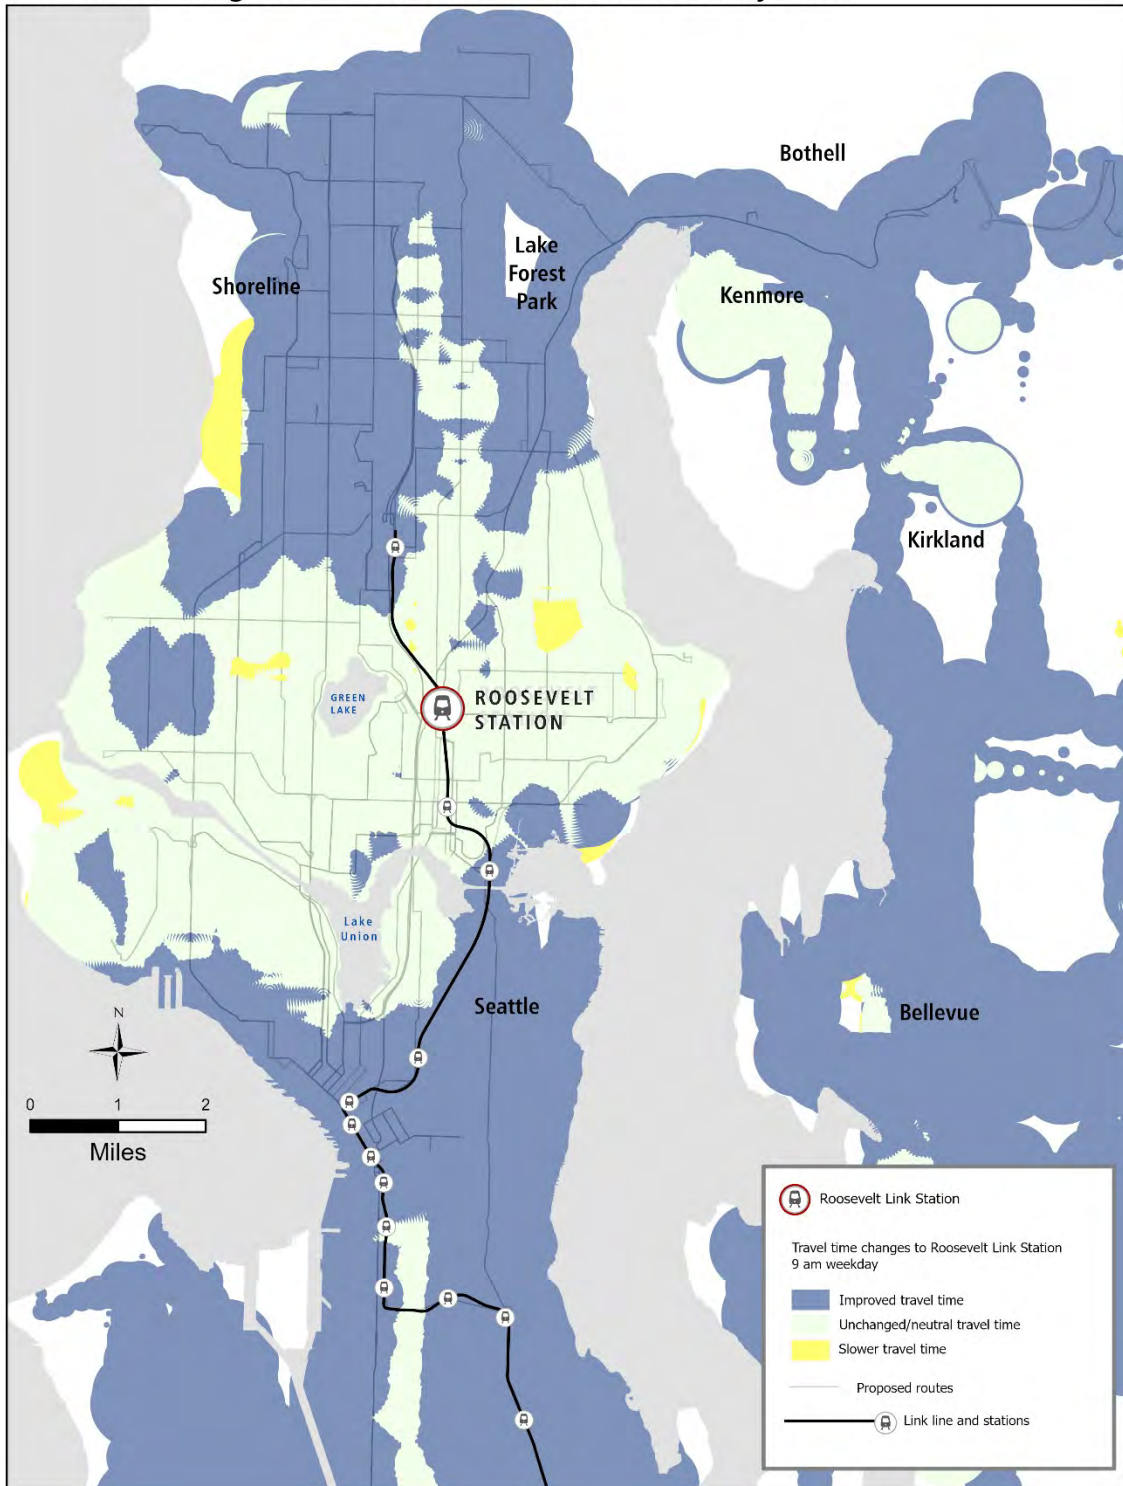 Bothell
Lake
Forest
Park
Shoreline
Kenmore
Kirkland
GREEN
LAKE
ROOSEVELT
STATION
Lake
Union
Seattle
Bellevue
N
0 1 2
Miles
Roosevelt Link Station
Travel time changes to Roosevelt Link Station
9 am weekday
Improved travel time
Unchanged/neutral travel time
Slower travel time
Proposed routes
Link line and stations